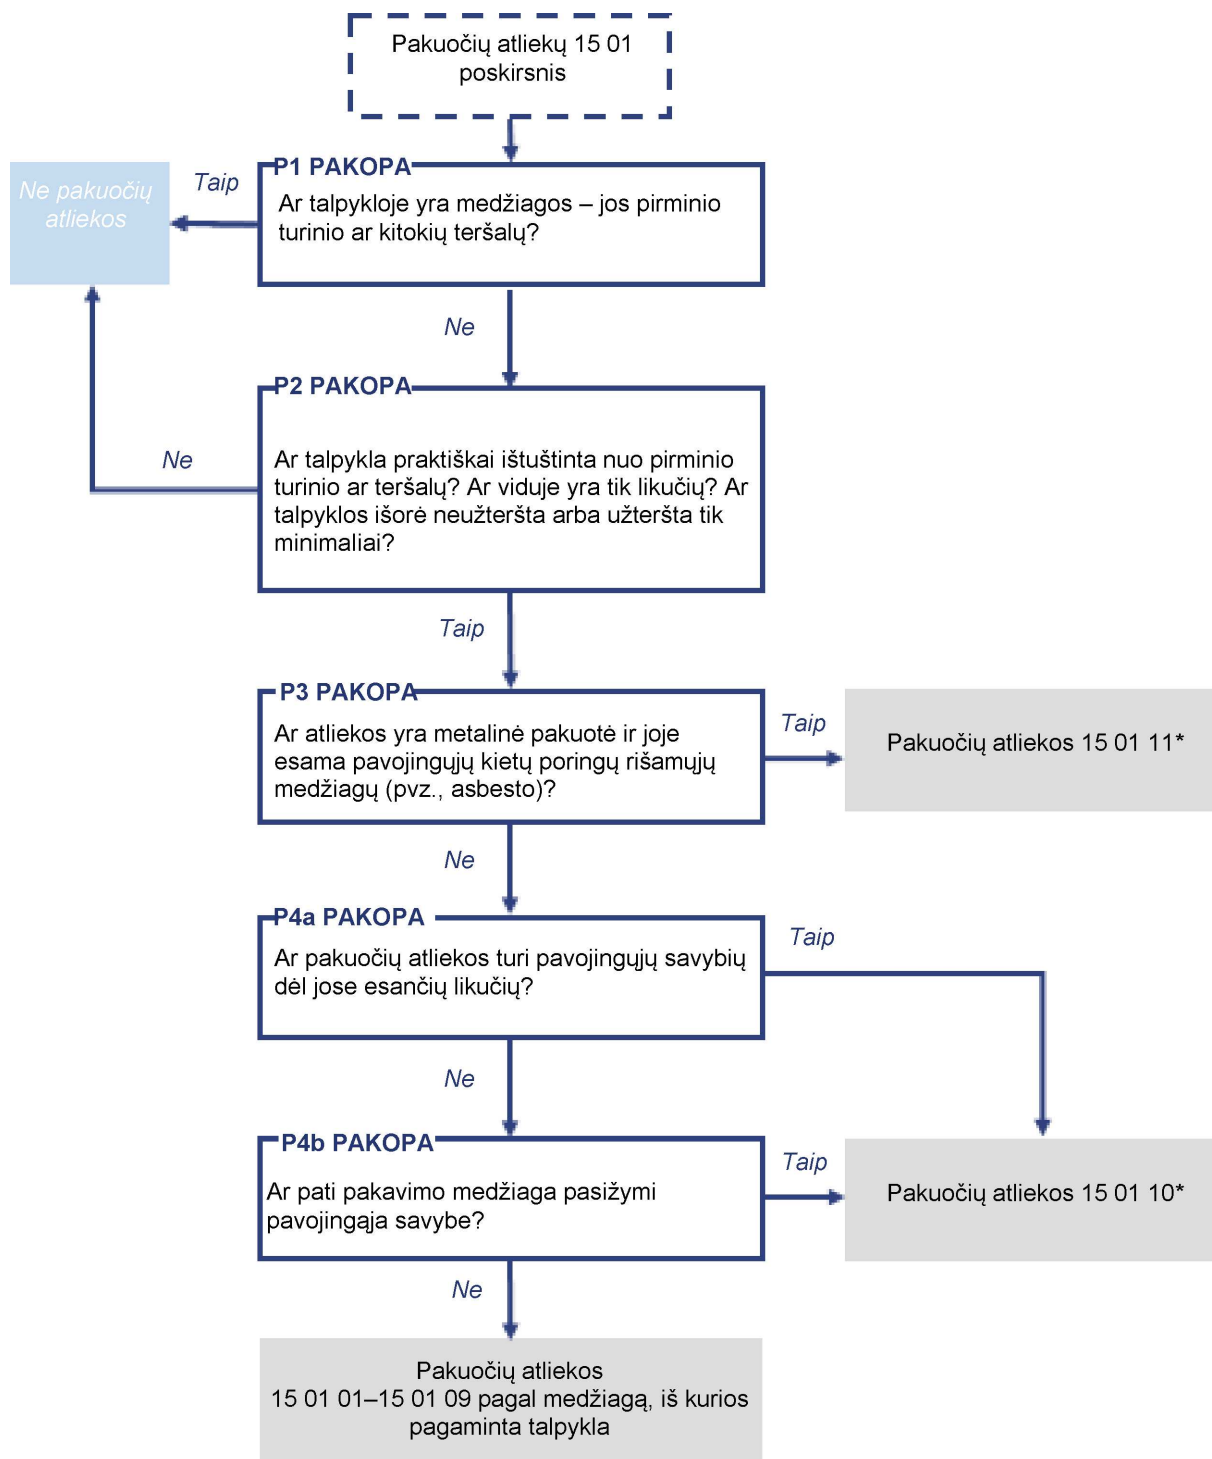 Pakuočių atliekų 15 01
poskirsnis
P1 PAKOPA
Ne pakuočių
atliekos
Taip
Ar talpykloje yra medžiagos – jos pirminio
turinio ar kitokių teršalų?
Ne
P2 PAKOPA
Ne
Ar talpykla praktiškai ištuštinta nuo pirminio
turinio ar teršalų? Ar viduje yra tik likučių? Ar
talpyklos išorė neužteršta arba užteršta tik
minimaliai?
Taip
P3 PAKOPA
Ar atliekos yra metalinė pakuotė ir joje
esama pavojingųjų kietų poringų rišamųjų
medžiagų (pvz., asbesto)?
Taip
Pakuočių atliekos 15 01 11*
Ne
P4a PAKOPA
Ar pakuočių atliekos turi pavojingųjų savybių
dėl jose esančių likučių?
Taip
Ne
P4b PAKOPA
Ar pati pakavimo medžiaga pasižymi
pavojingąja savybe?
Taip
Pakuočių atliekos 15 01 10*
Ne
Pakuočių atliekos
15 01 01–15 01 09 pagal medžiagą, iš kurios
pagaminta talpykla